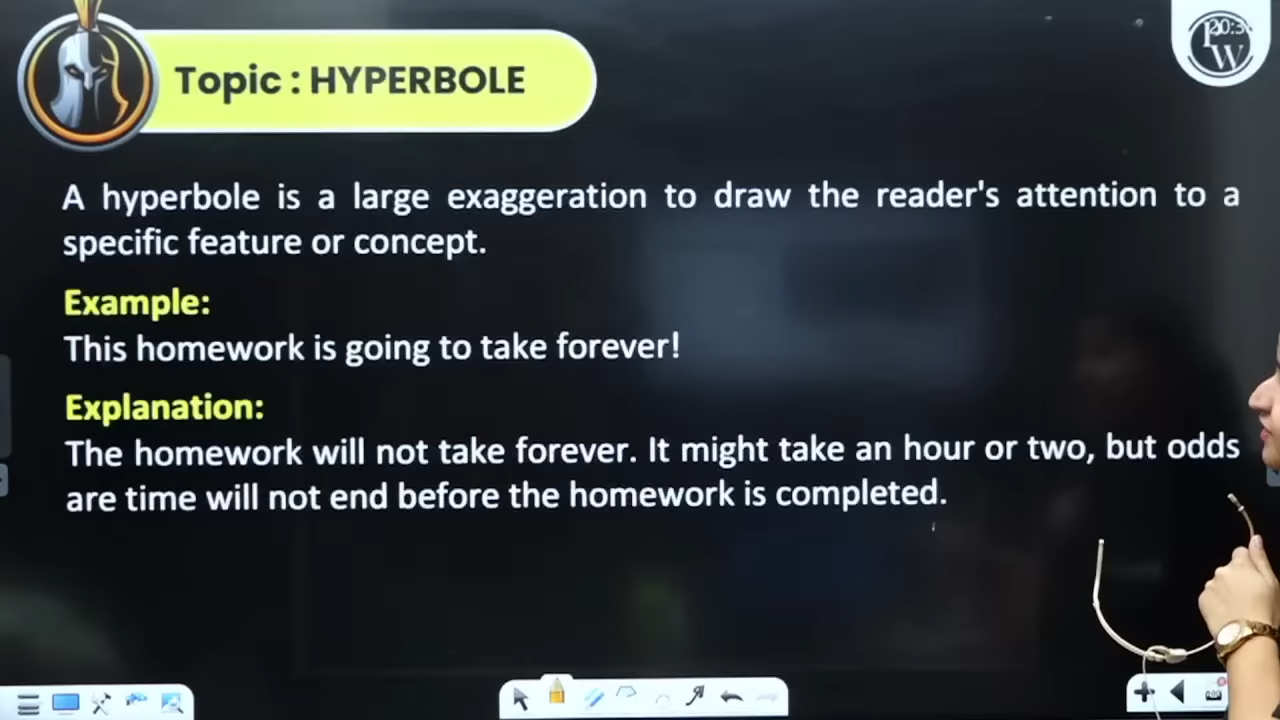 Topic : HYPERBOLE
A hyperbole is a large exaggeration to draw the reader's attention to a
specific feature or concept.
Example:
This homework is going to take forever!
Explanation:
The homework will not take forever. It might take an hour or two, but odds
are time will not end before the homework is completed.
PW